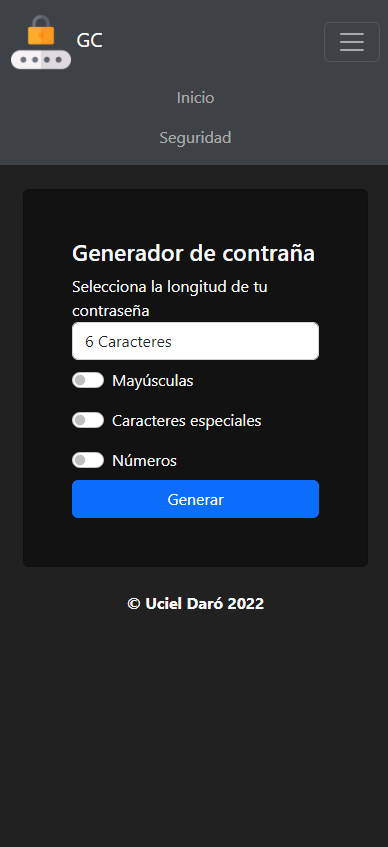 GC
Inicio
Seguridad
Generador de contraña
Selecciona la longitud de tu
contraseña
6 Caracteres
Mayúsculas
Caracteres especiales
Números
Generar
© Uciel Daró 2022